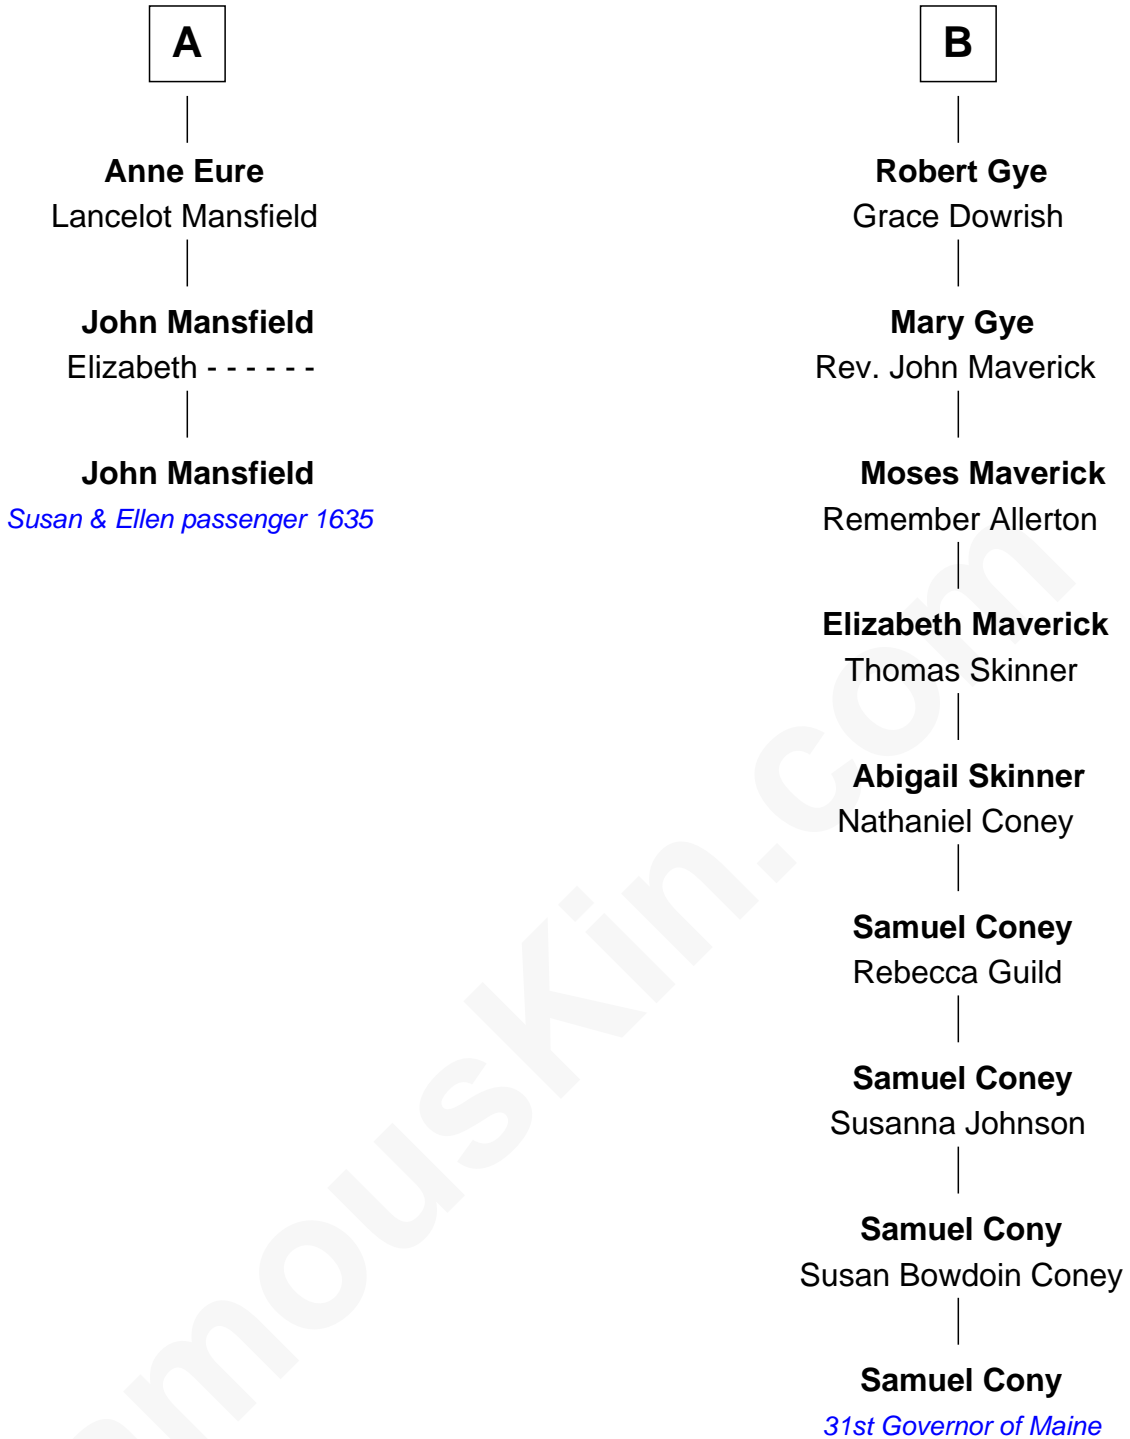 A
Anne Eure
Lancelot Mansfield
John Mansfield
Elizabeth - - - - - -
John Mansfield
Susan & Ellen passenger 1635
B
Robert Gye
Grace Dowrish
Mary Gye
Rev. John Maverick
Moses Maverick
Remember Allerton
Elizabeth Maverick
Thomas Skinner
Abigail Skinner
Nathaniel Coney
Samuel Coney
Rebecca Guild
Samuel Coney
Susanna Johnson
Samuel Cony
Susan Bowdoin Coney
Samuel Cony
31st Governor of Maine
amouskin.com